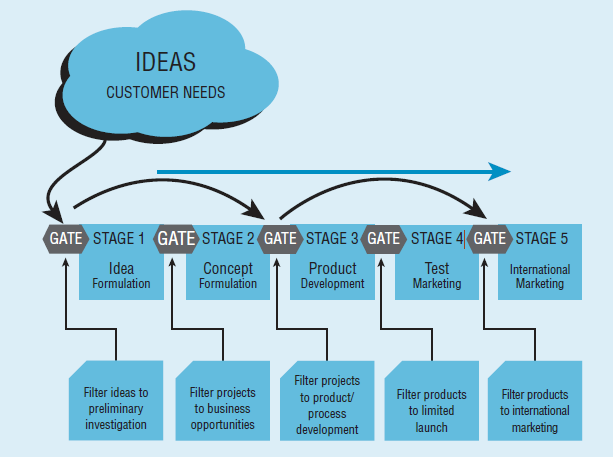 IDEAS
CUSTOMER NEEDS
GATE STAGE 1 GATE STAGE 2 GATE STAGE 3 GATE STAGE 4 GATE STAGE 5
Idea
Formulation
Concept
Formulation
Product
Development
Test
Marketing
International
Marketing
Filter ideas to
preliminary
investigation
Filter projects
to business
opportunities
Filter projects
to product/
process
development
Filter products
to limited
launch
Filter products
to international
marketing